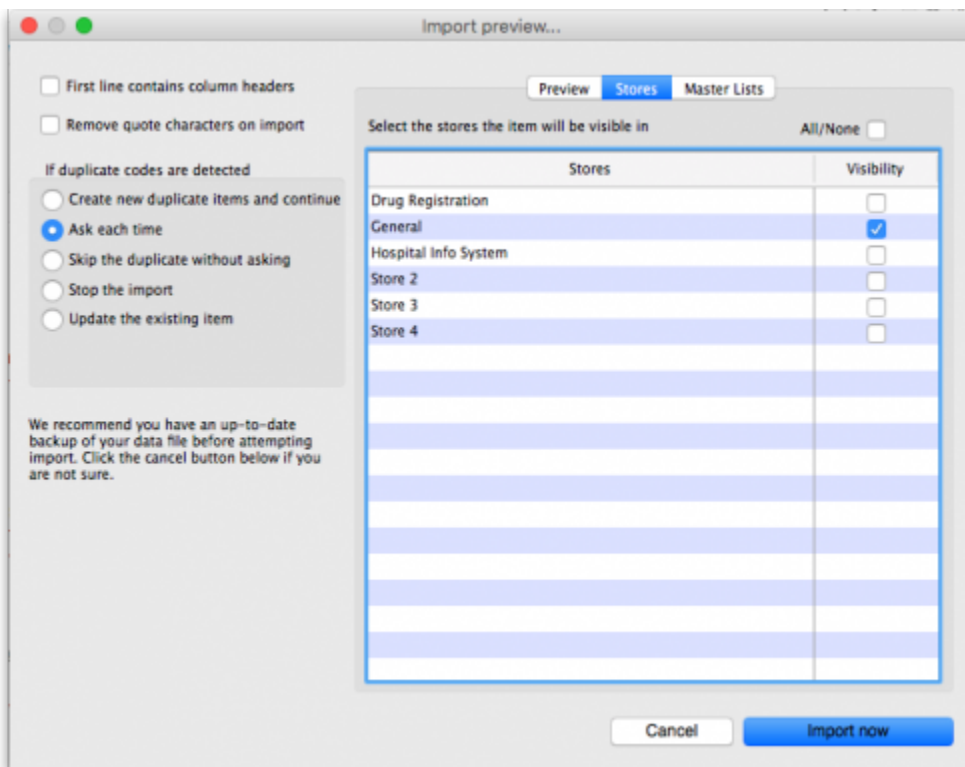 Import preview...
First line contains column headers
Remove quote characters on import
If duplicate codes are detected
Create new duplicate items and continue
Ask each time
Skip the duplicate without asking
Stop the import
Update the existing item
We recommend you have an up-to-date
backup of your data file before attempting
import. Click the cancel button below if you
are not sure.
Preview Stores Master Lists
Select the stores the item will be visible in All/None
Stores Visibility
Drug Registration
General
Hospital Info System
Store 2
Store 3
Store 4
Cancel Import now